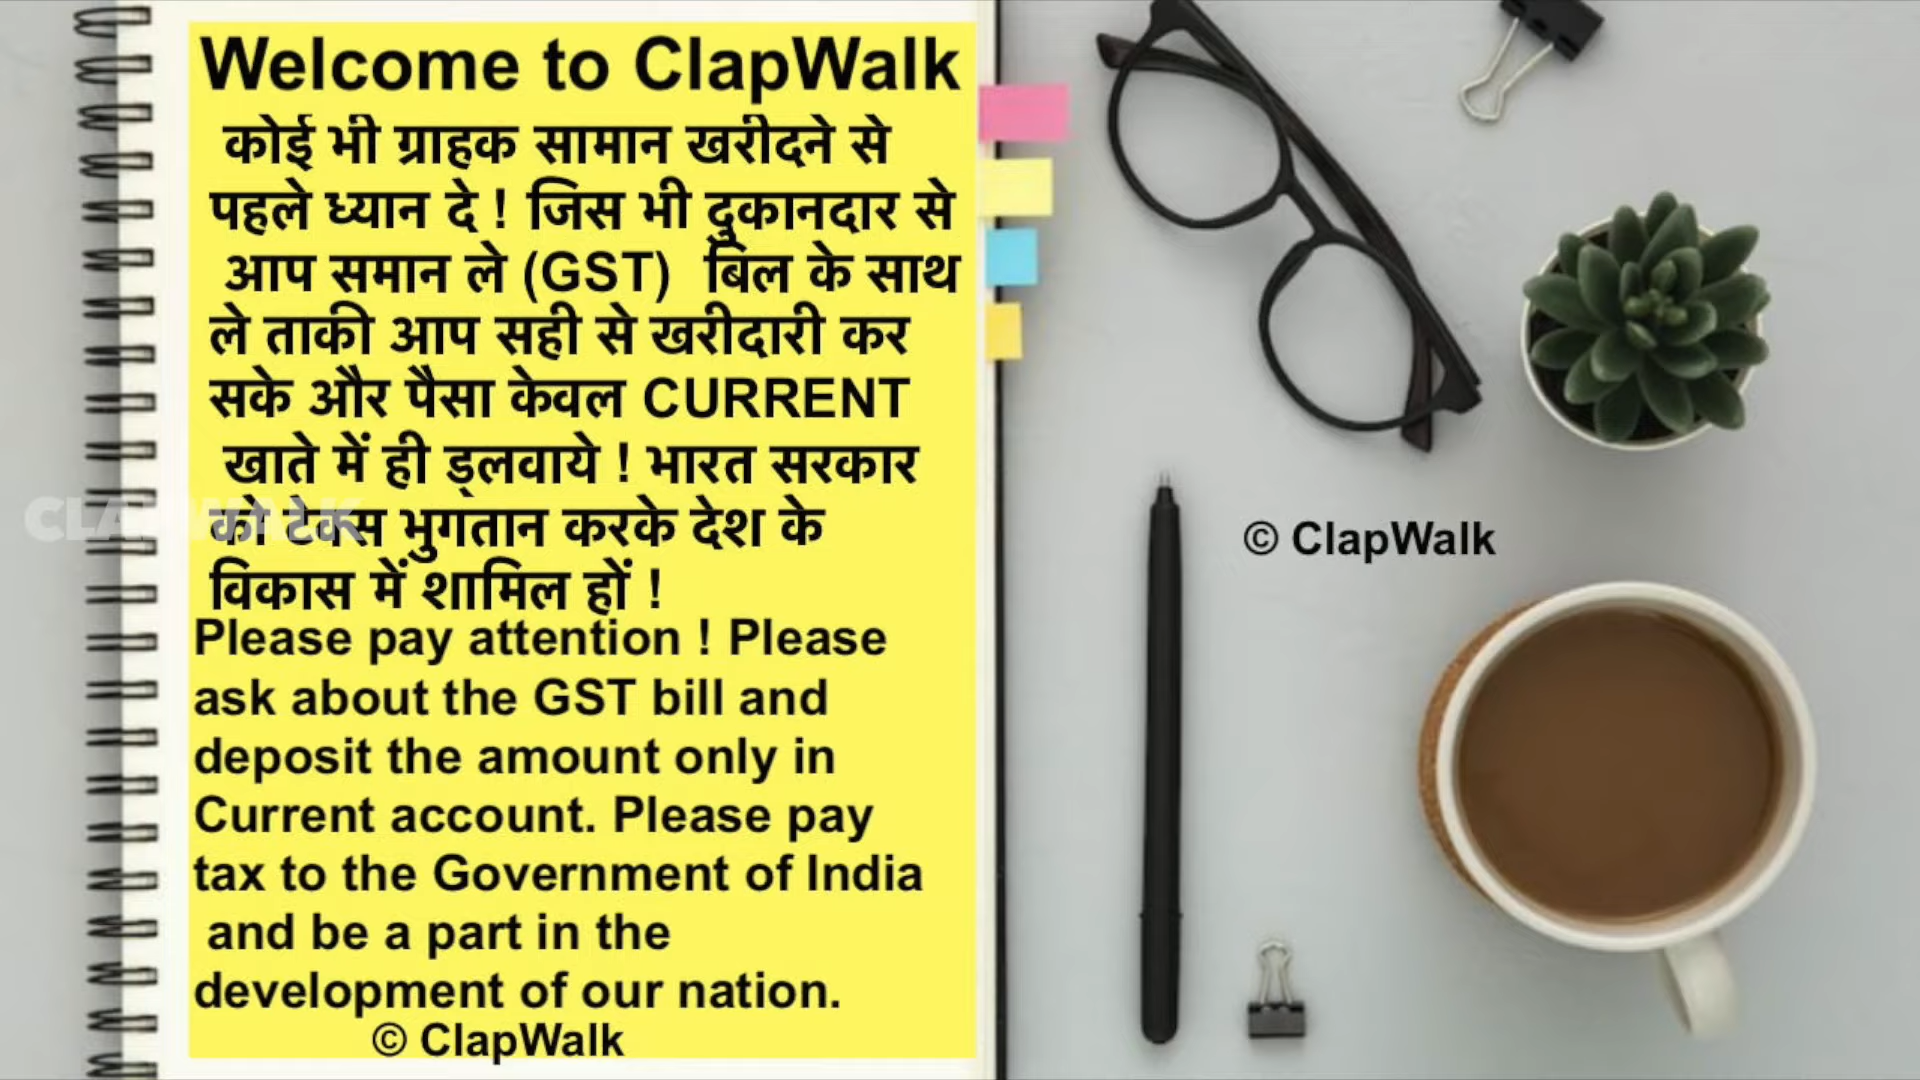 Welcome to ClapWalk
कोई भी ग्राहक सामान खरीदने से
पहले ध्यान दे ! जिस भी दुकानदार से
आप समान ले (GST) बिल के साथ
ले ताकी आप सही से खरीदारी कर
सके और पैसा केवल CURRENT
खाते में ही ड़लवाये ! भारत सरकार
को टेक्स भुगतान करके देश के
विकास में शामिल हों !
Please pay attention ! Please
ask about the GST bill and
deposit the amount only in
Current account. Please pay
tax to the Government of India
and be a part in the
development of our nation.
© ClapWalk
© ClapWalk
CLAPWALK